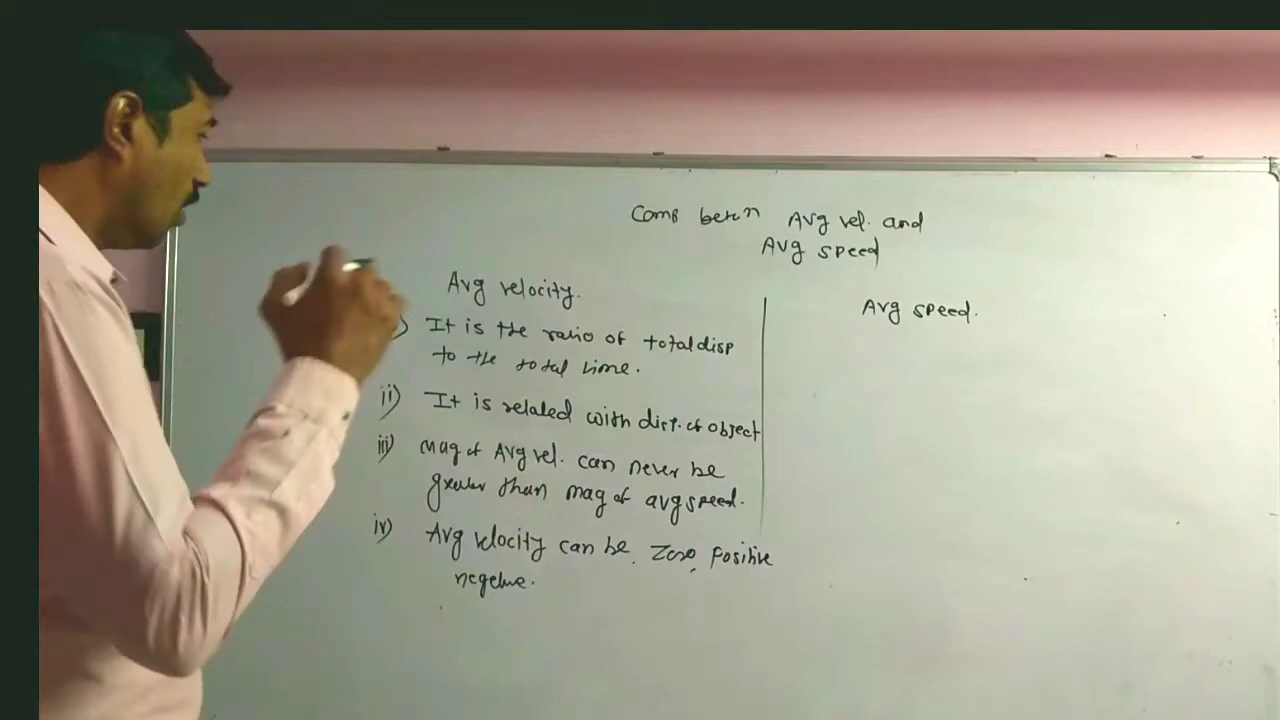 Comp betn Avg vel. and
Avg speed
Avg velocity.
) It is the ratio of total disp
to the total time.
ii) It is related with disp. of object
iii) mag of Avg vel. can never be
greater than mag of avg speed.
iv) Avg velocity can be. Zero, Positive
negetive.
Avg speed.